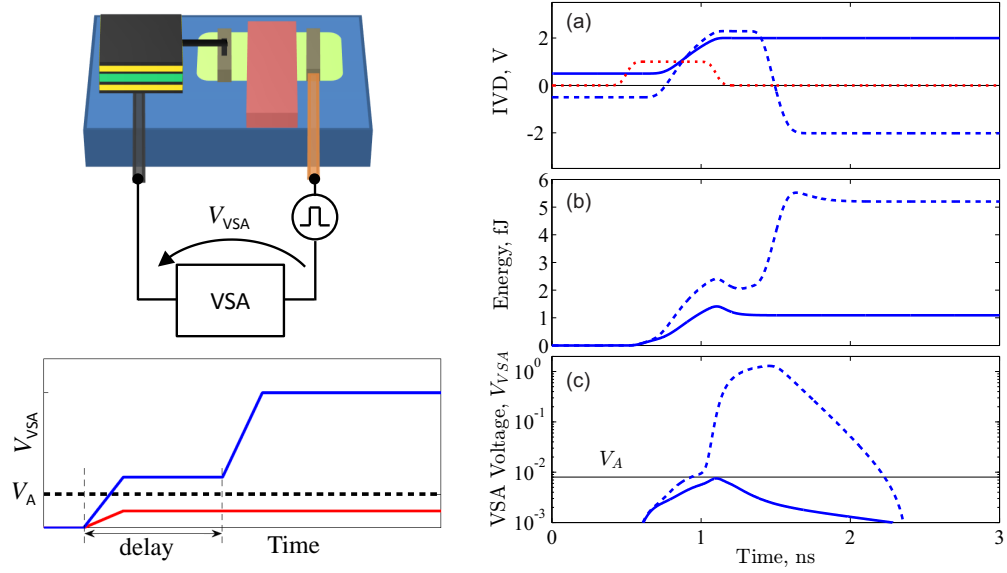 V_VSA
VSA
V_VSA
V_A
delay
Time
(a)
IVD, V
2
0
-2
(b)
Energy, fJ
6
5
4
3
2
1
0
(c)
VSA Voltage, V_VSA
10^0
10^-1
10^-2
10^-3
V_A
0
1
2
3
Time, ns